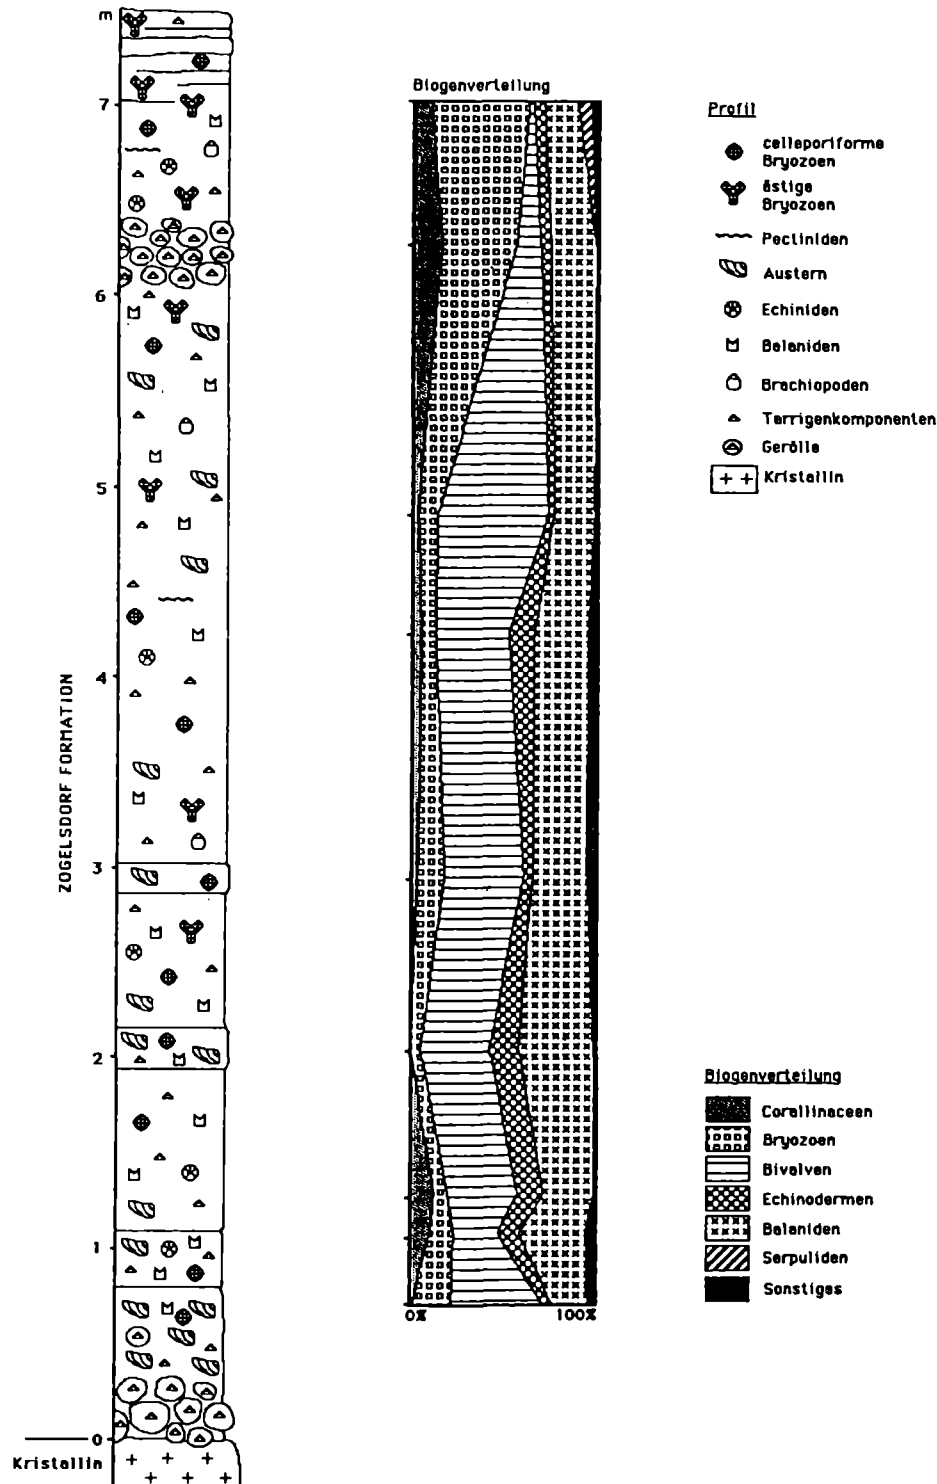 m
7
6
5
4
3
2
1
0
Kristallin
ZOGELSDORF FORMATION
Biogenverteilung
0%
100%
Profil
celleporiforme
Bryozoen
ästige
Bryozoen
Pectiniden
Austern
Echiniden
Balaniden
Brachiopoden
Terrigenkomponenten
Gerölle
Kristallin
Biogenverteilung
Corallinaceen
Bryozoen
Bivalven
Echinodermen
Balaniden
Serpuliden
Sonstiges